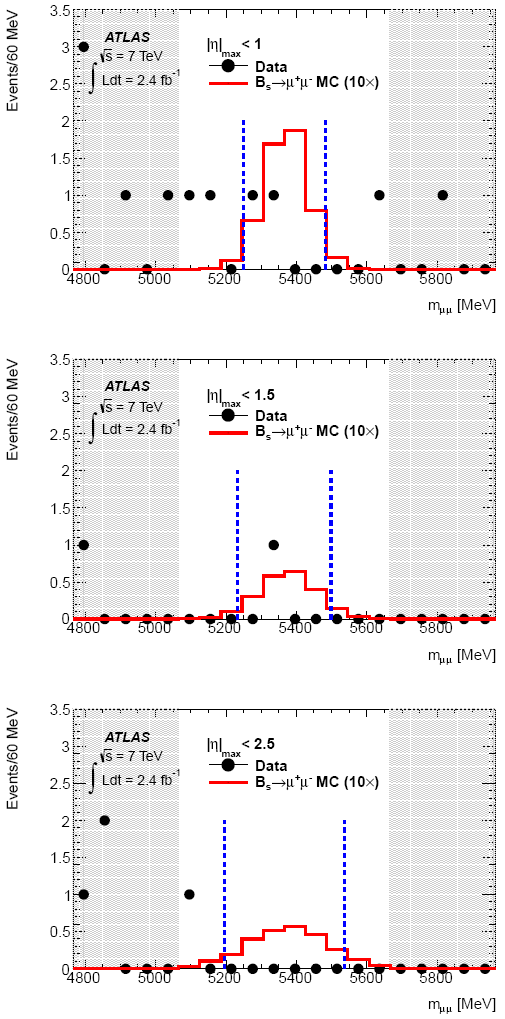 Events/60 MeV
3.5
3
2.5
2
1.5
1
0.5
0
ATLAS
√s = 7 TeV
∫ Ldt = 2.4 fb⁻¹
|η|max < 1
Data
Bs→μ⁺μ⁻ MC (10×)
4800 5000 5200 5400 5600 5800
mμμ [MeV]
Events/60 MeV
3.5
3
2.5
2
1.5
1
0.5
0
ATLAS
√s = 7 TeV
∫ Ldt = 2.4 fb⁻¹
|η|max < 1.5
Data
Bs→μ⁺μ⁻ MC (10×)
4800 5000 5200 5400 5600 5800
mμμ [MeV]
Events/60 MeV
3.5
3
2.5
2
1.5
1
0.5
0
ATLAS
√s = 7 TeV
∫ Ldt = 2.4 fb⁻¹
|η|max < 2.5
Data
Bs→μ⁺μ⁻ MC (10×)
4800 5000 5200 5400 5600 5800
mμμ [MeV]